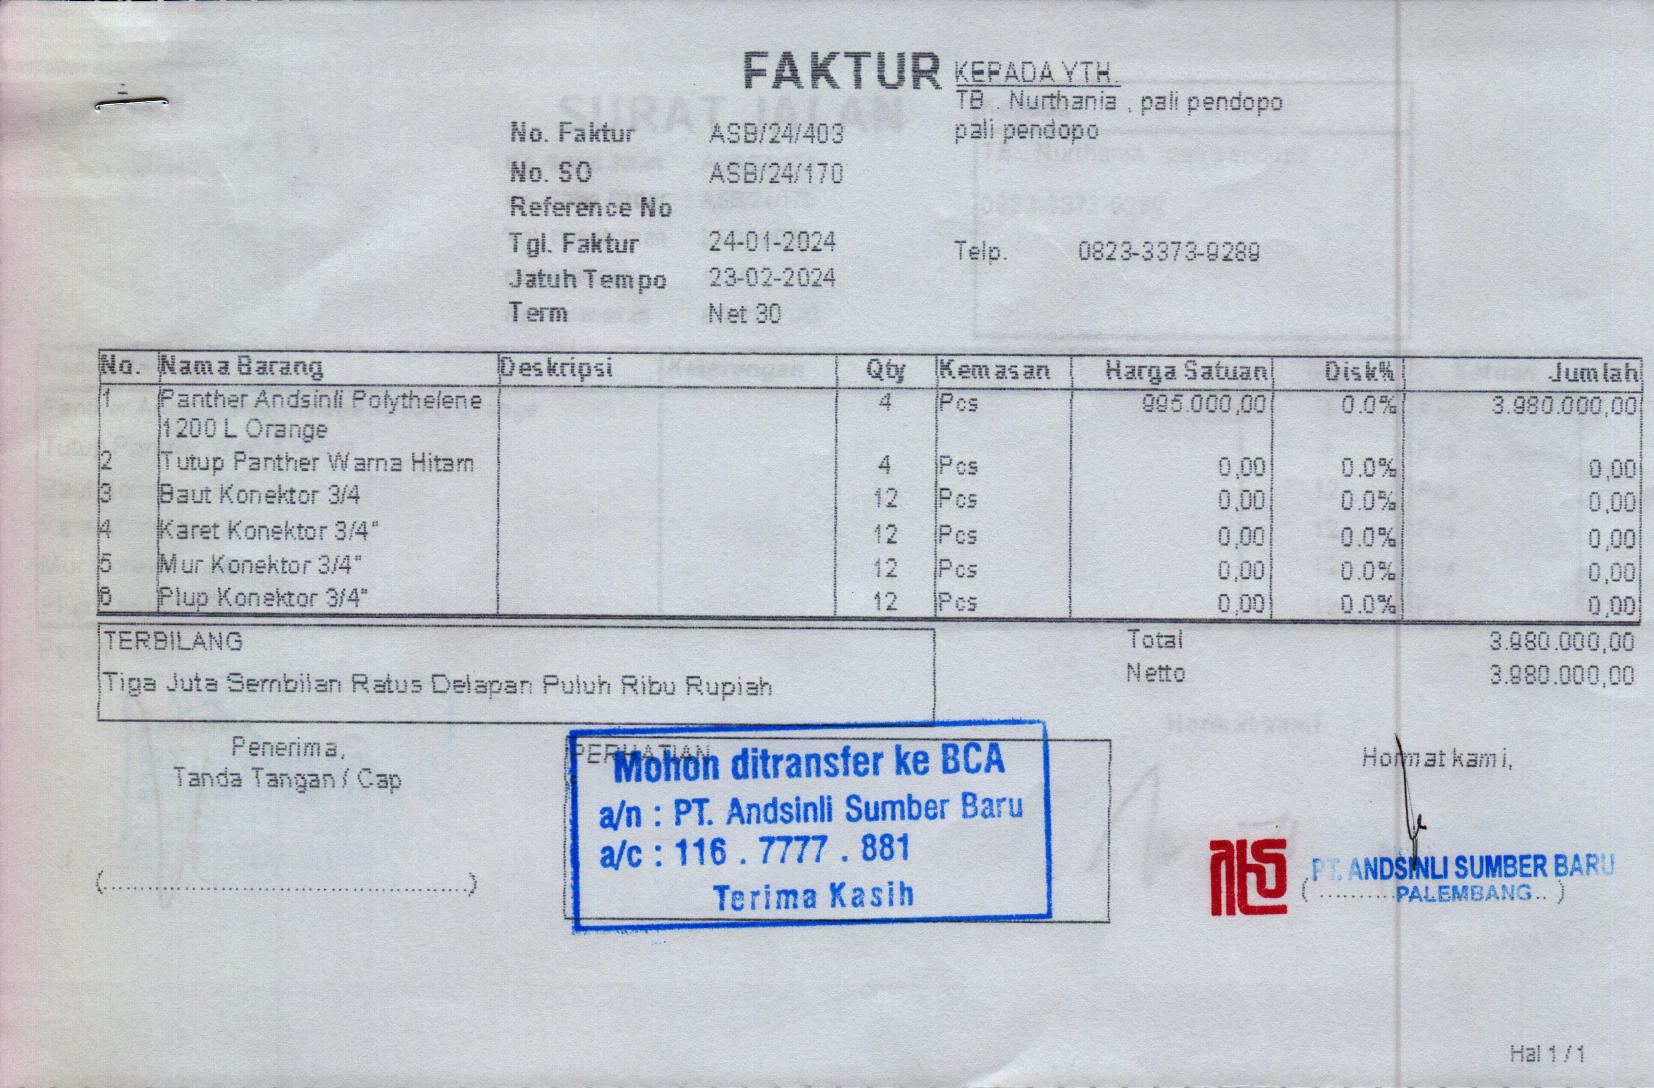 FAKTUR
KEPADA YTH.
TB . Nurthania , pali pendopo
pali pendopo
No. Faktur ASB/24/403
No. SO ASB/24/170
Reference No
Tgl. Faktur 24-01-2024
Telp. 0823-3373-9289
Jatuh Tempo 23-02-2024
Term Net 30
No. Nama Barang Deskripsi Qty Kemasan Harga Satuan Disk% Jumlah
1 Panther Andsinli Polythelene 4 Pcs 995.000,00 0.0% 3.980.000,00
1200 L Orange
2 Tutup Panther Warna Hitam 4 Pcs 0,00 0.0% 0,00
3 Baut Konektor 3/4 12 Pcs 0,00 0.0% 0,00
4 Karet Konektor 3/4" 12 Pcs 0,00 0.0% 0,00
5 Mur Konektor 3/4" 12 Pcs 0,00 0.0% 0,00
6 Plup Konektor 3/4" 12 Pcs 0,00 0.0% 0,00
TERBILANG
Tiga Juta Sembilan Ratus Delapan Puluh Ribu Rupiah
Total 3.980.000,00
Netto 3.980.000,00
Penerima,
Tanda Tangan / Cap
PERHATIAN
Mohon ditransfer ke BCA
a/n : PT. Andsinli Sumber Baru
a/c : 116 . 7777 . 881
Terima Kasih
Hormat kami,
PT. ANDSINLI SUMBER BARU
PALEMBANG
Hal 1 / 1